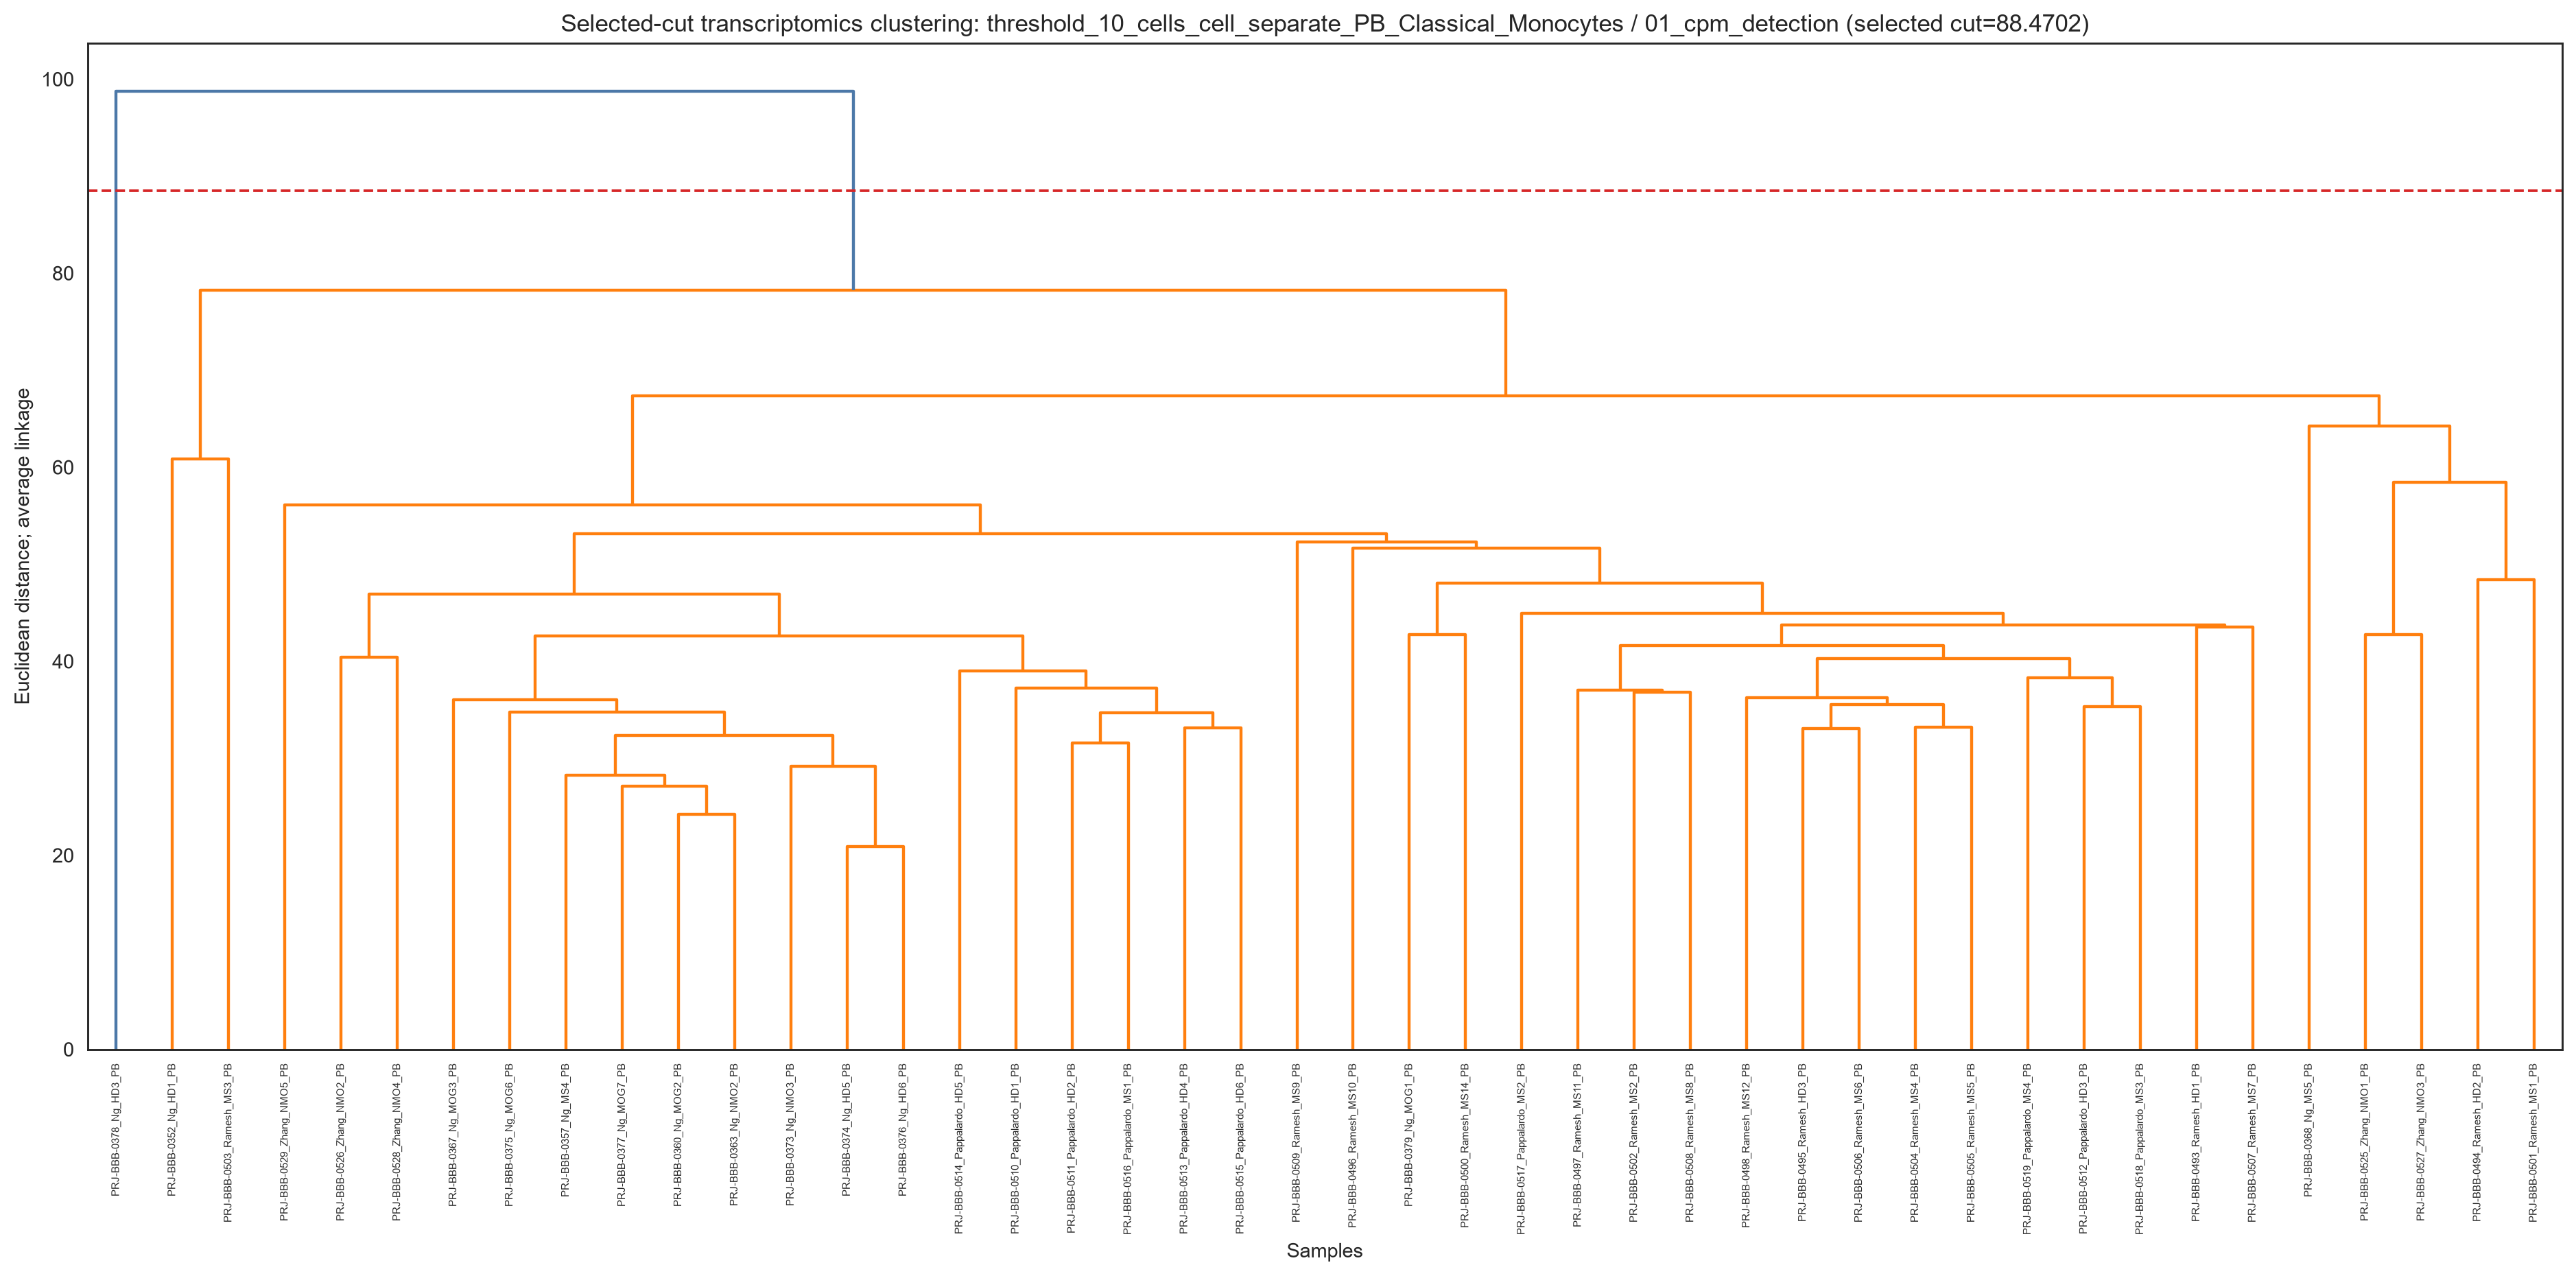 Selected-cut transcriptomics clustering: threshold_10_cells_cell_separate_PB_Classical_Monocytes / 01_cpm_detection (selected cut=88.4702)
Euclidean distance; average linkage
100
80
60
40
20
0
PRJ-BBB-0378_Ng_HD3_PB
PRJ-BBB-0352_Ng_HD1_PB
PRJ-BBB-0503_Ramesh_MS3_PB
PRJ-BBB-0529_Zhang_NMO5_PB
PRJ-BBB-0526_Zhang_NMO2_PB
PRJ-BBB-0528_Zhang_NMO4_PB
PRJ-BBB-0367_Ng_MOG3_PB
PRJ-BBB-0375_Ng_MOG6_PB
PRJ-BBB-0357_Ng_MS4_PB
PRJ-BBB-0377_Ng_MOG7_PB
PRJ-BBB-0360_Ng_MOG2_PB
PRJ-BBB-0363_Ng_NMO2_PB
PRJ-BBB-0373_Ng_NMO3_PB
PRJ-BBB-0374_Ng_HD5_PB
PRJ-BBB-0376_Ng_HD6_PB
PRJ-BBB-0514_Pappalardo_HD5_PB
PRJ-BBB-0510_Pappalardo_HD1_PB
PRJ-BBB-0511_Pappalardo_HD2_PB
PRJ-BBB-0516_Pappalardo_MS1_PB
PRJ-BBB-0513_Pappalardo_HD4_PB
PRJ-BBB-0515_Pappalardo_HD6_PB
PRJ-BBB-0509_Ramesh_MS9_PB
PRJ-BBB-0496_Ramesh_MS10_PB
PRJ-BBB-0379_Ng_MOG1_PB
PRJ-BBB-0500_Ramesh_MS14_PB
PRJ-BBB-0517_Pappalardo_MS2_PB
PRJ-BBB-0497_Ramesh_MS11_PB
PRJ-BBB-0502_Ramesh_MS2_PB
PRJ-BBB-0508_Ramesh_MS8_PB
PRJ-BBB-0498_Ramesh_MS12_PB
PRJ-BBB-0495_Ramesh_HD3_PB
PRJ-BBB-0506_Ramesh_MS6_PB
PRJ-BBB-0504_Ramesh_MS4_PB
PRJ-BBB-0505_Ramesh_MS5_PB
PRJ-BBB-0519_Pappalardo_MS4_PB
PRJ-BBB-0512_Pappalardo_HD3_PB
PRJ-BBB-0518_Pappalardo_MS3_PB
PRJ-BBB-0493_Ramesh_HD1_PB
PRJ-BBB-0507_Ramesh_MS7_PB
PRJ-BBB-0368_Ng_MS5_PB
PRJ-BBB-0525_Zhang_NMO1_PB
PRJ-BBB-0527_Zhang_NMO3_PB
PRJ-BBB-0494_Ramesh_HD2_PB
PRJ-BBB-0501_Ramesh_MS1_PB
Samples